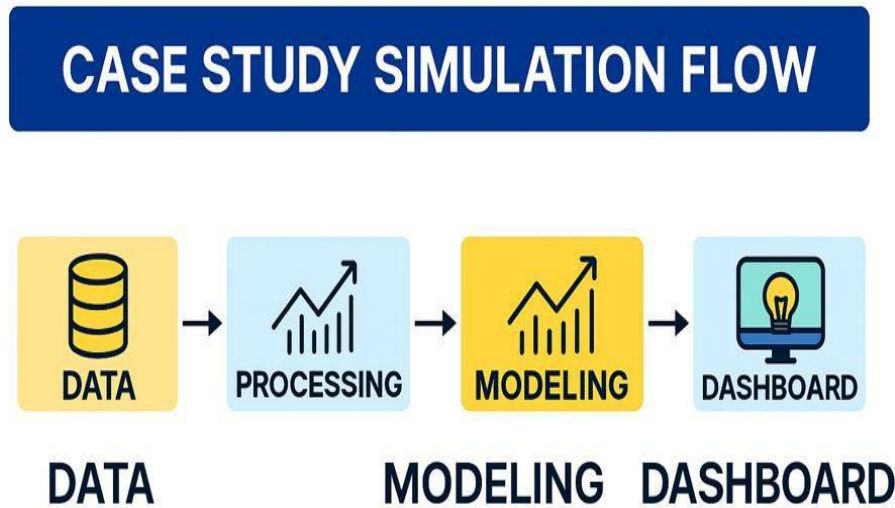 CASE STUDY SIMULATION FLOW
DATA
PROCESSING
MODELING
DASHBOARD
DATA MODELING DASHBOARD